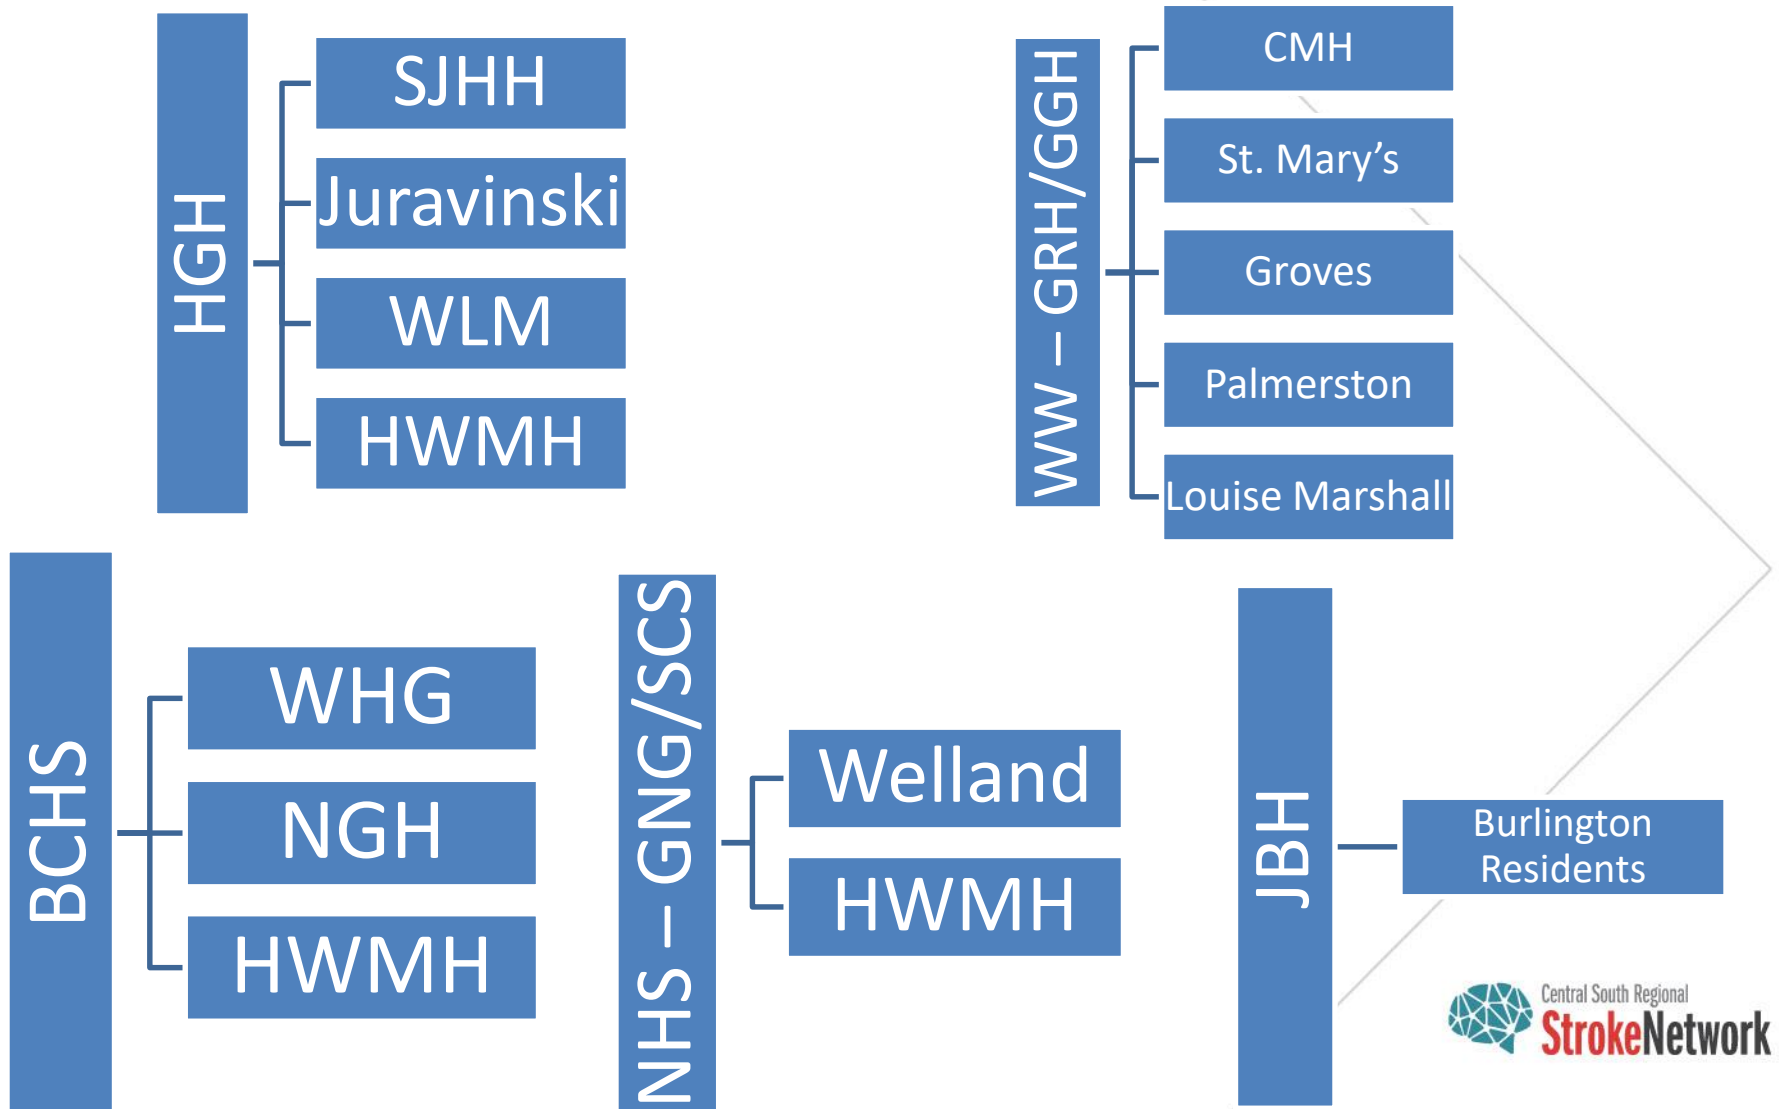 HGH
SJHH
Juravinski
WLM
HWMH
WW – GRH/GGH
CMH
St. Mary’s
Groves
Palmerston
Louise Marshall
BCHS
WHG
NGH
HWMH
NHS – GNG/SCS
Welland
HWMH
JBH
Burlington
Residents
Central South Regional
StrokeNetwork